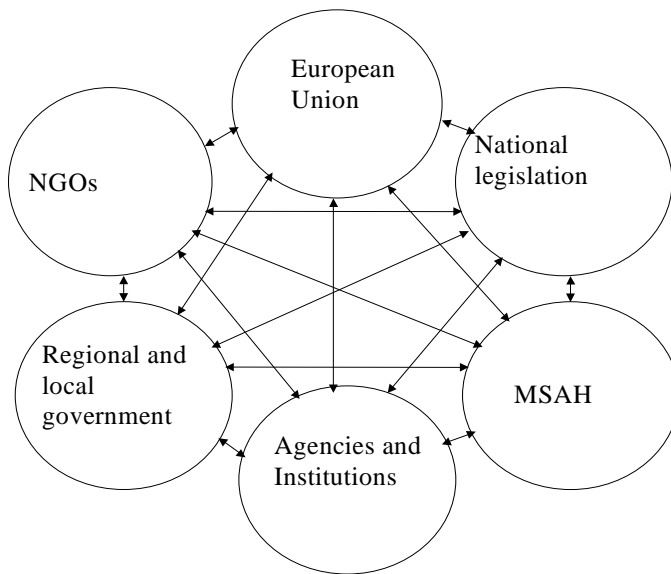 European
Union
National
legislation
NGOs
Regional and
local
government
MSAH
Agencies and
Institutions